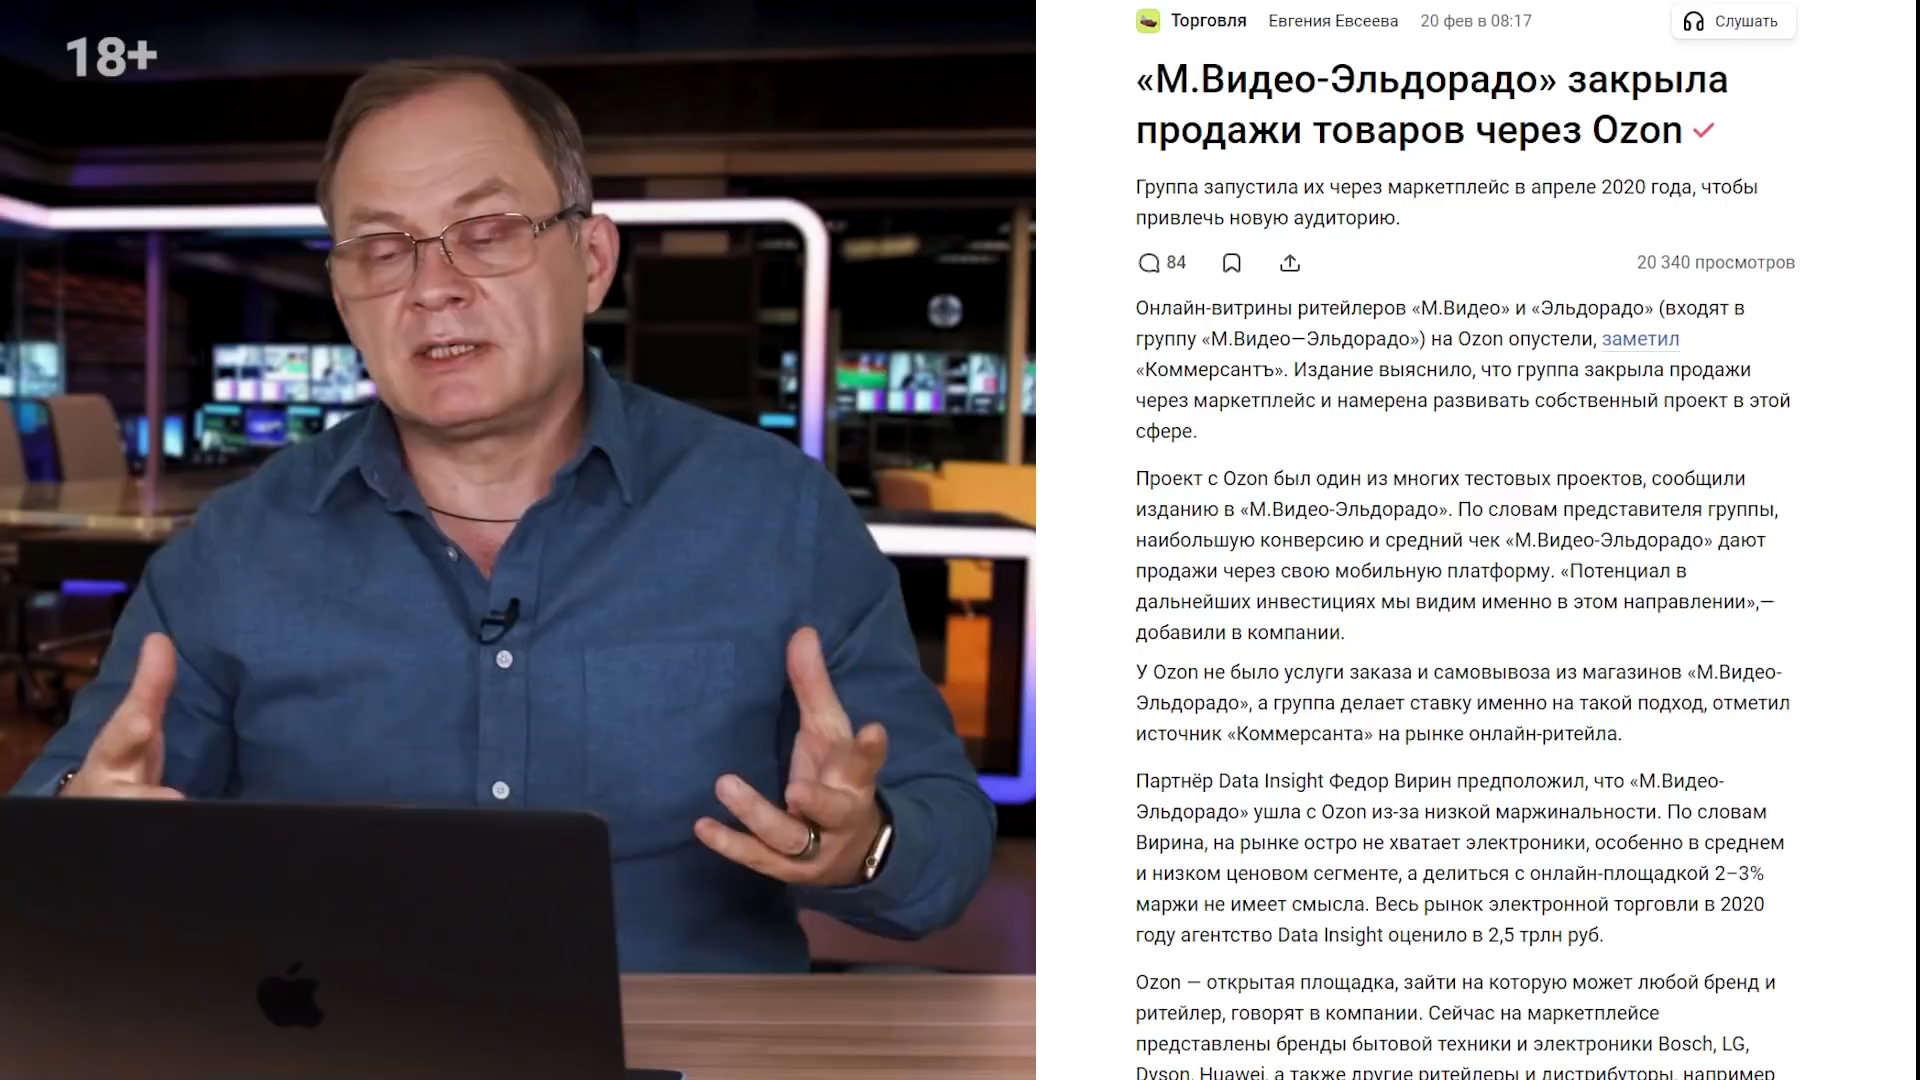 18+
Торговля Евгения Евсеева 20 фев в 08:17 Слушать
«М.Видео-Эльдорадо» закрыла
продажи товаров через Ozon
Группа запустила их через маркетплейс в апреле 2020 года, чтобы
привлечь новую аудиторию.
84 20 340 просмотров
Онлайн-витрины ритейлеров «М.Видео» и «Эльдорадо» (входят в
группу «М.Видео—Эльдорадо») на Ozon опустели, заметил
«Коммерсантъ». Издание выяснило, что группа закрыла продажи
через маркетплейс и намерена развивать собственный проект в этой
сфере.
Проект с Ozon был один из многих тестовых проектов, сообщили
изданию в «М.Видео-Эльдорадо». По словам представителя группы,
наибольшую конверсию и средний чек «М.Видео-Эльдорадо» дают
продажи через свою мобильную платформу. «Потенциал в
дальнейших инвестициях мы видим именно в этом направлении»,—
добавили в компании.
У Ozon не было услуги заказа и самовывоза из магазинов «М.Видео-
Эльдорадо», а группа делает ставку именно на такой подход, отметил
источник «Коммерсанта» на рынке онлайн-ритейла.
Партнёр Data Insight Федор Вирин предположил, что «М.Видео-
Эльдорадо» ушла с Ozon из-за низкой маржинальности. По словам
Вирина, на рынке остро не хватает электроники, особенно в среднем
и низком ценовом сегменте, а делиться с онлайн-площадкой 2–3%
маржи не имеет смысла. Весь рынок электронной торговли в 2020
году агентство Data Insight оценило в 2,5 трлн руб.
Ozon — открытая площадка, зайти на которую может любой бренд и
ритейлер, говорят в компании. Сейчас на маркетплейсе
представлены бренды бытовой техники и электроники Bosch, LG,
Dyson, Huawei, а также другие ритейлеры и дистрибуторы, например